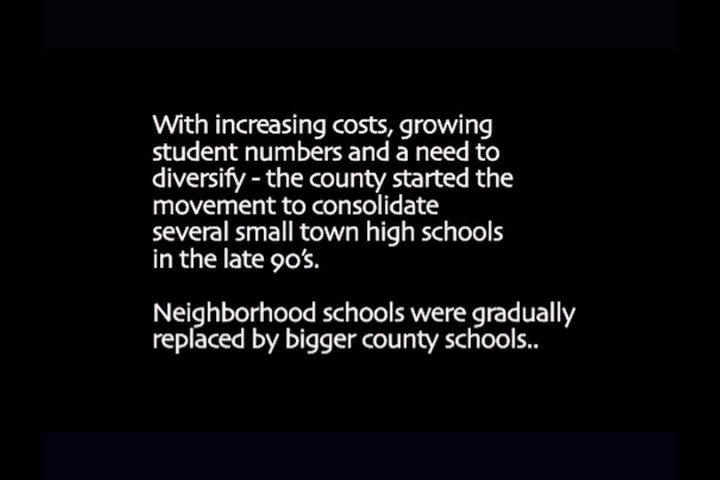 With increasing costs, growing
student numbers and a need to
diversify - the county started the
movement to consolidate
several small town high schools
in the late 90's.
Neighborhood schools were gradually
replaced by bigger county schools..